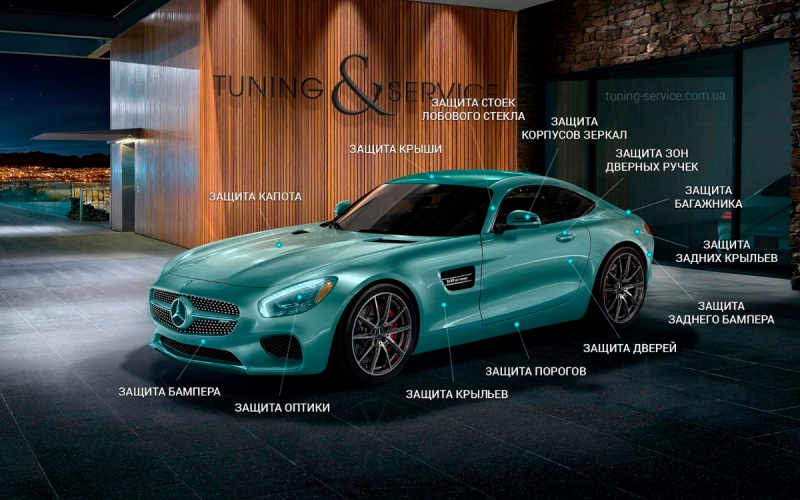 TUNING & SERVICE
tuning-service.com.ua
ЗАЩИТА СТОЕК
ЛОБОВОГО СТЕКЛА
ЗАЩИТА
КОРПУСОВ ЗЕРКАЛ
ЗАЩИТА КРЫШИ
ЗАЩИТА ЗОН
ДВЕРНЫХ РУЧЕК
ЗАЩИТА КАПОТА
ЗАЩИТА
БАГАЖНИКА
ЗАЩИТА
ЗАДНИХ КРЫЛЬЕВ
ЗАЩИТА
ЗАДНЕГО БАМПЕРА
ЗАЩИТА ДВЕРЕЙ
ЗАЩИТА ПОРОГОВ
ЗАЩИТА БАМПЕРА
ЗАЩИТА КРЫЛЬЕВ
ЗАЩИТА ОПТИКИ